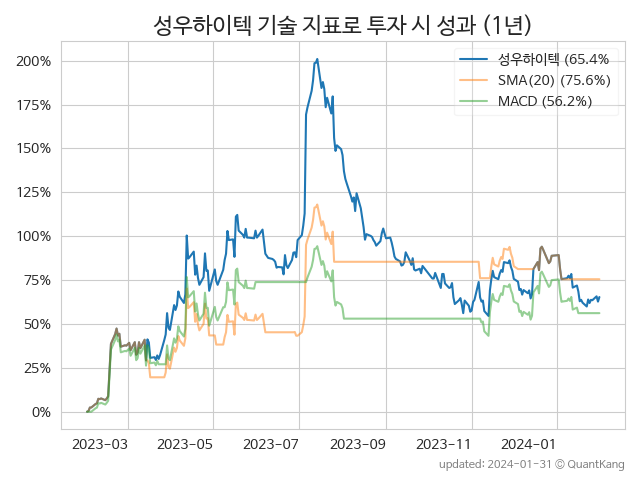 성우하이텍 기술 지표로 투자 시 성과 (1년)
성우하이텍 (65.4%
SMA(20) (75.6%)
MACD (56.2%)
200%
175%
150%
125%
100%
75%
50%
25%
0%
2023-03 2023-05 2023-07 2023-09 2023-11 2024-01
updated: 2024-01-31 © QuantKang